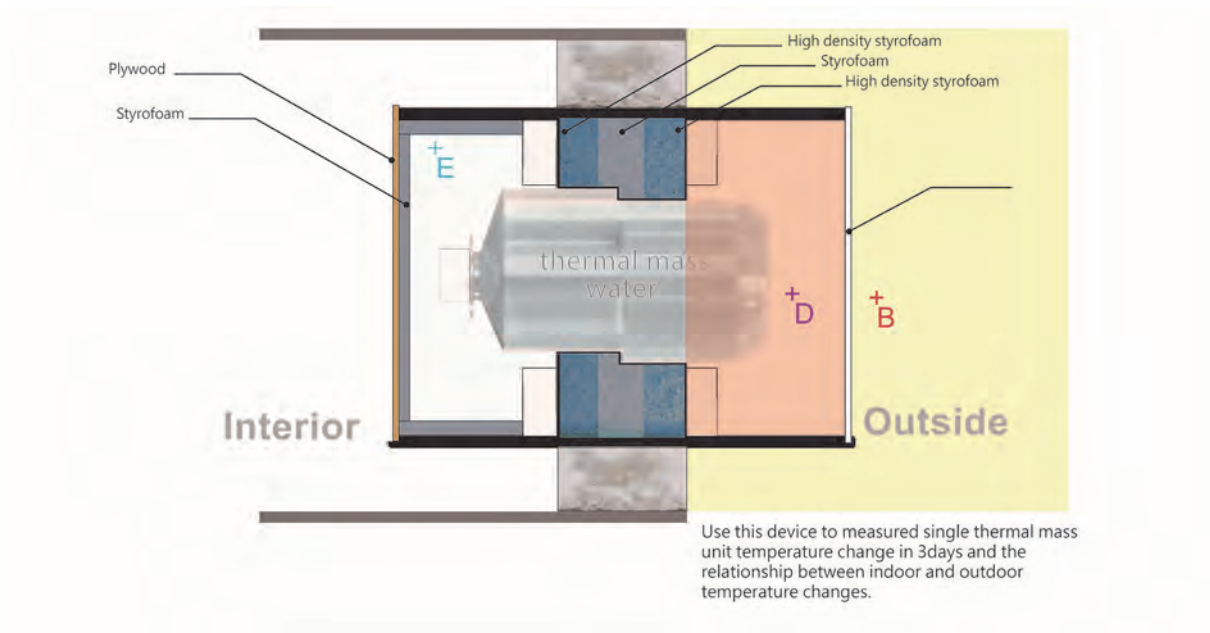 High density styrofoam
Styrofoam
High density styrofoam
Plywood
Styrofoam
E
thermal mass
water
D
B
Interior
Outside
Use this device to measured single thermal mass
unit temperature change in 3days and the
relationship between indoor and outdoor
temperature changes.